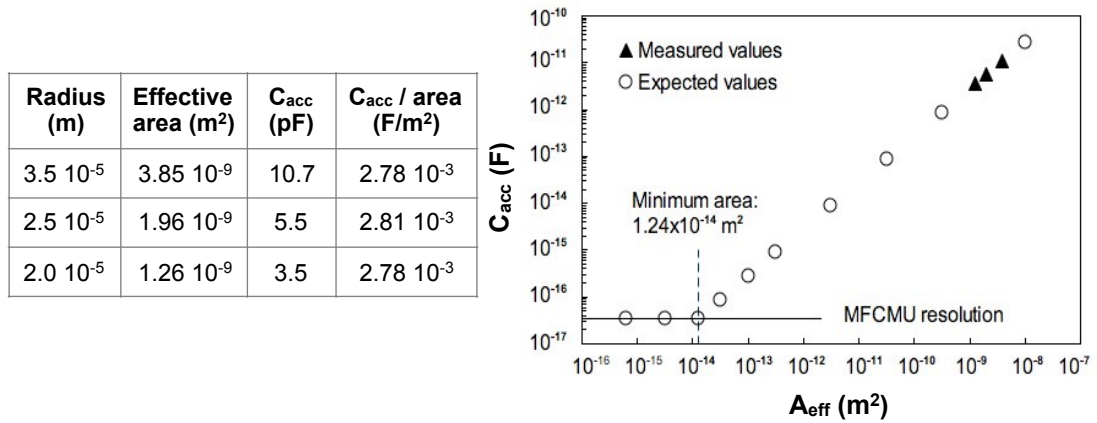 Radius (m) Effective area (m²) Cacc (pF) Cacc / area (F/m²)
3.5 10⁻⁵ 3.85 10⁻⁹ 10.7 2.78 10⁻³
2.5 10⁻⁵ 1.96 10⁻⁹ 5.5 2.81 10⁻³
2.0 10⁻⁵ 1.26 10⁻⁹ 3.5 2.78 10⁻³
Cacc (F)
10⁻¹⁰
10⁻¹¹
10⁻¹²
10⁻¹³
10⁻¹⁴
10⁻¹⁵
10⁻¹⁶
10⁻¹⁷
▲ Measured values
○ Expected values
Minimum area:
1.24x10⁻¹⁴ m²
MFCMU resolution
10⁻¹⁶ 10⁻¹⁵ 10⁻¹⁴ 10⁻¹³ 10⁻¹² 10⁻¹¹ 10⁻¹⁰ 10⁻⁹ 10⁻⁸ 10⁻⁷
Aeff (m²)